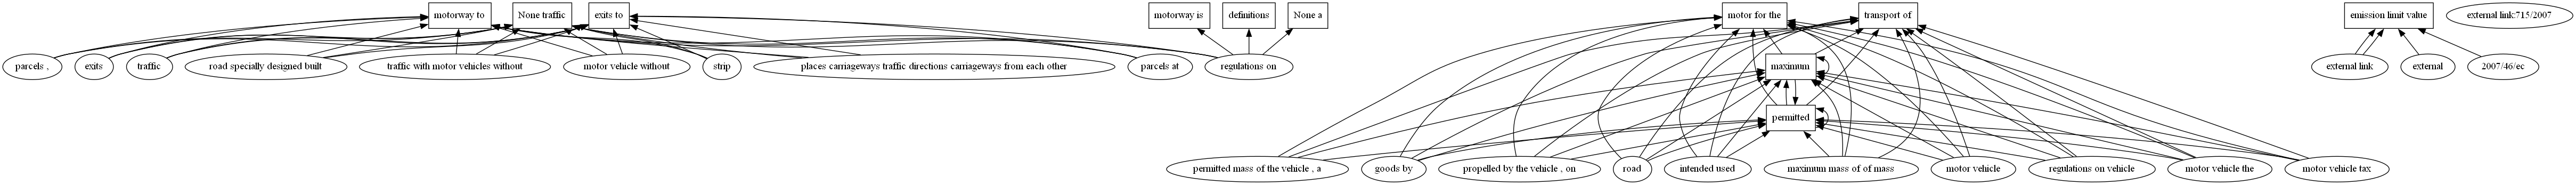 motorway to
None traffic
exits to
motorway is
definitions
None a
motor for the
transport of
emission limit value
external link:715/2007
parcels ,
exits
traffic
road specially designed built
traffic with motor vehicles without
motor vehicle without
strip
places carriageways traffic directions carriageways from each other
parcels at
regulations on
maximum
external link
external
2007/46/ec
permitted
permitted mass of the vehicle , a
goods by
propelled by the vehicle , on
road
intended used
maximum mass of of mass
motor vehicle
regulations on vehicle
motor vehicle the
motor vehicle tax